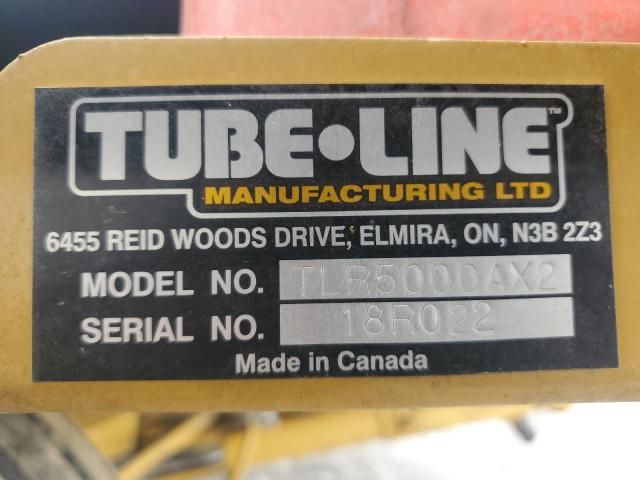 TUBE•LINE™
MANUFACTURING LTD
6455 REID WOODS DRIVE, ELMIRA, ON, N3B 2Z3
MODEL NO. TLR5000AX2
SERIAL NO. 18R022
Made in Canada